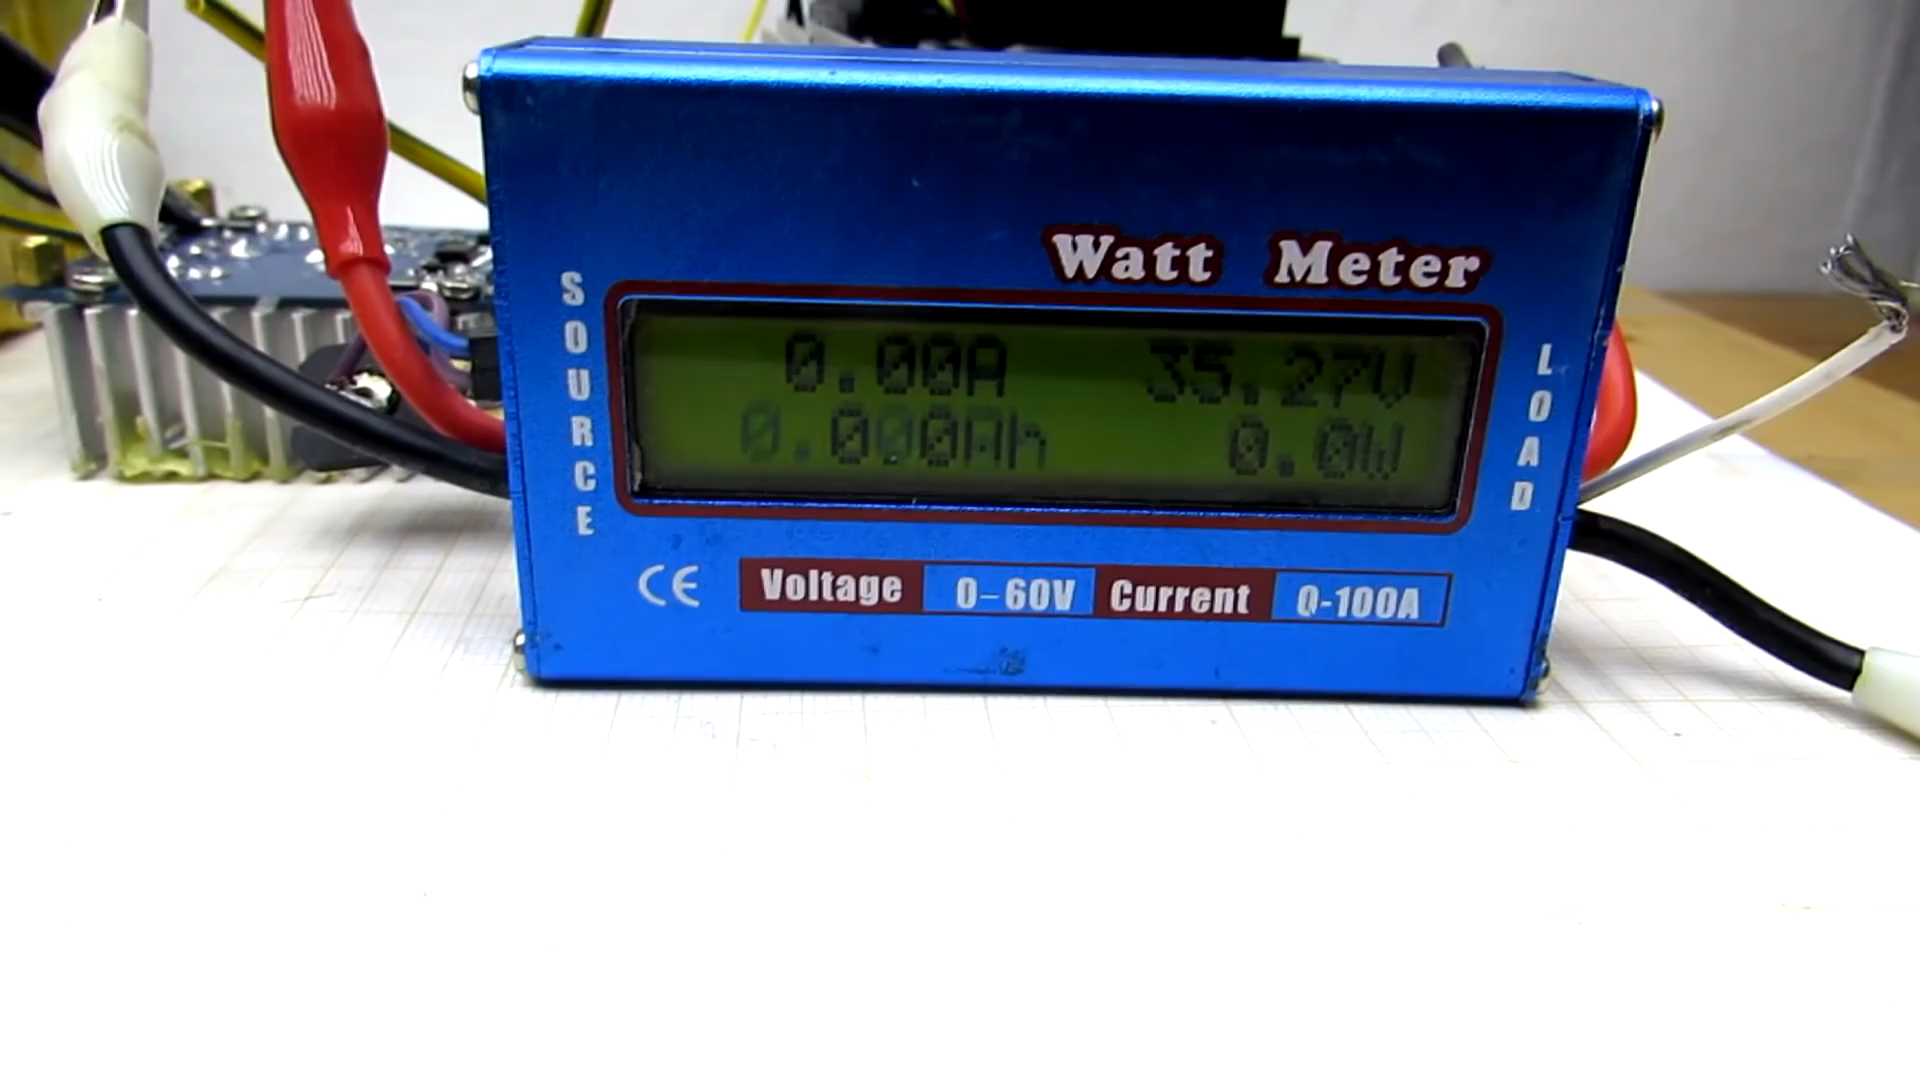 Watt Meter
SOURCE
0.00A 35.27V
0.000Ah 0.0W
LOAD
CE Voltage 0-60V Current 0-100A